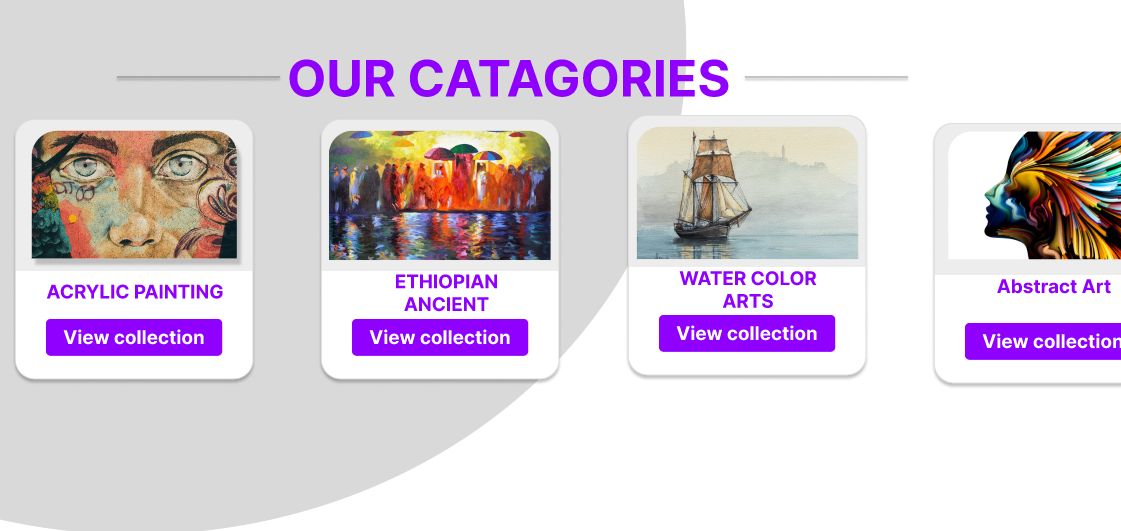 OUR CATAGORIES
ACRYLIC PAINTING
View collection
ETHIOPIAN
ANCIENT
View collection
WATER COLOR
ARTS
View collection
Abstract Art
View collection